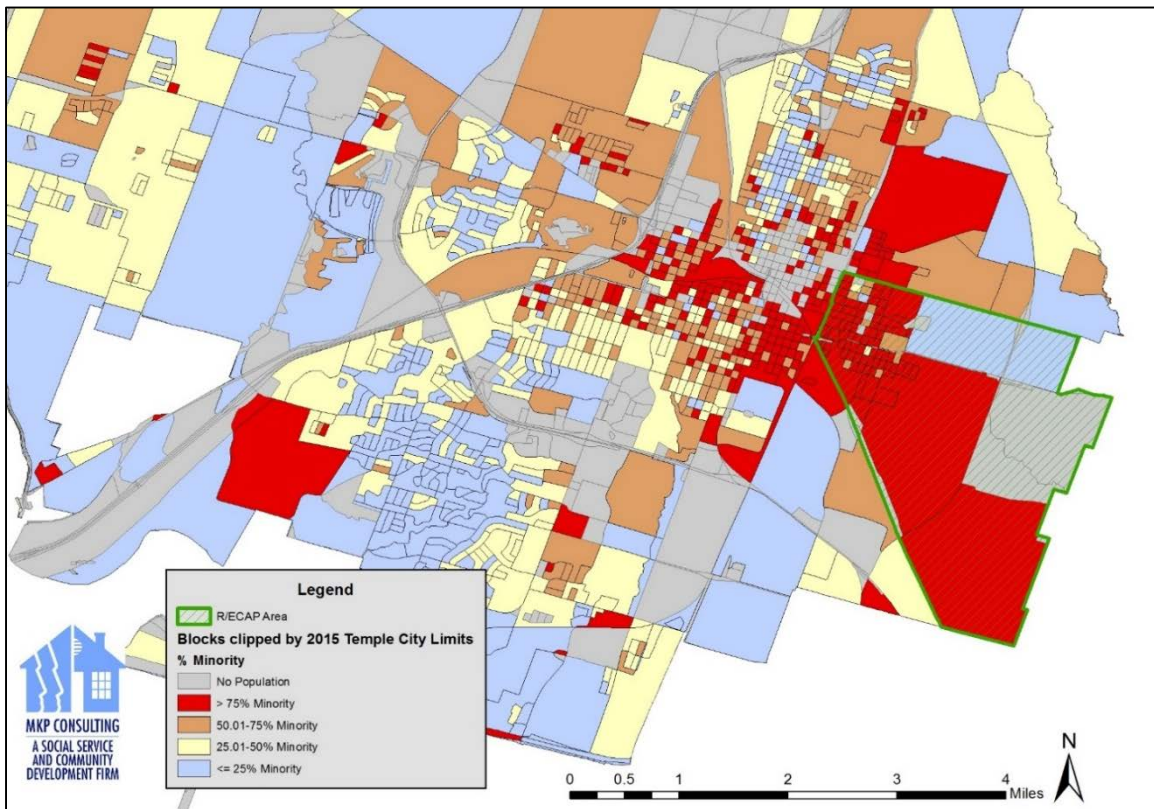 Legend
R/ECAP Area
Blocks clipped by 2015 Temple City Limits
% Minority
No Population
> 75% Minority
50.01-75% Minority
25.01-50% Minority
<= 25% Minority
MKP CONSULTING
A SOCIAL SERVICE
AND COMMUNITY
DEVELOPMENT FIRM
N
0 0.5 1 2 3 4
Miles